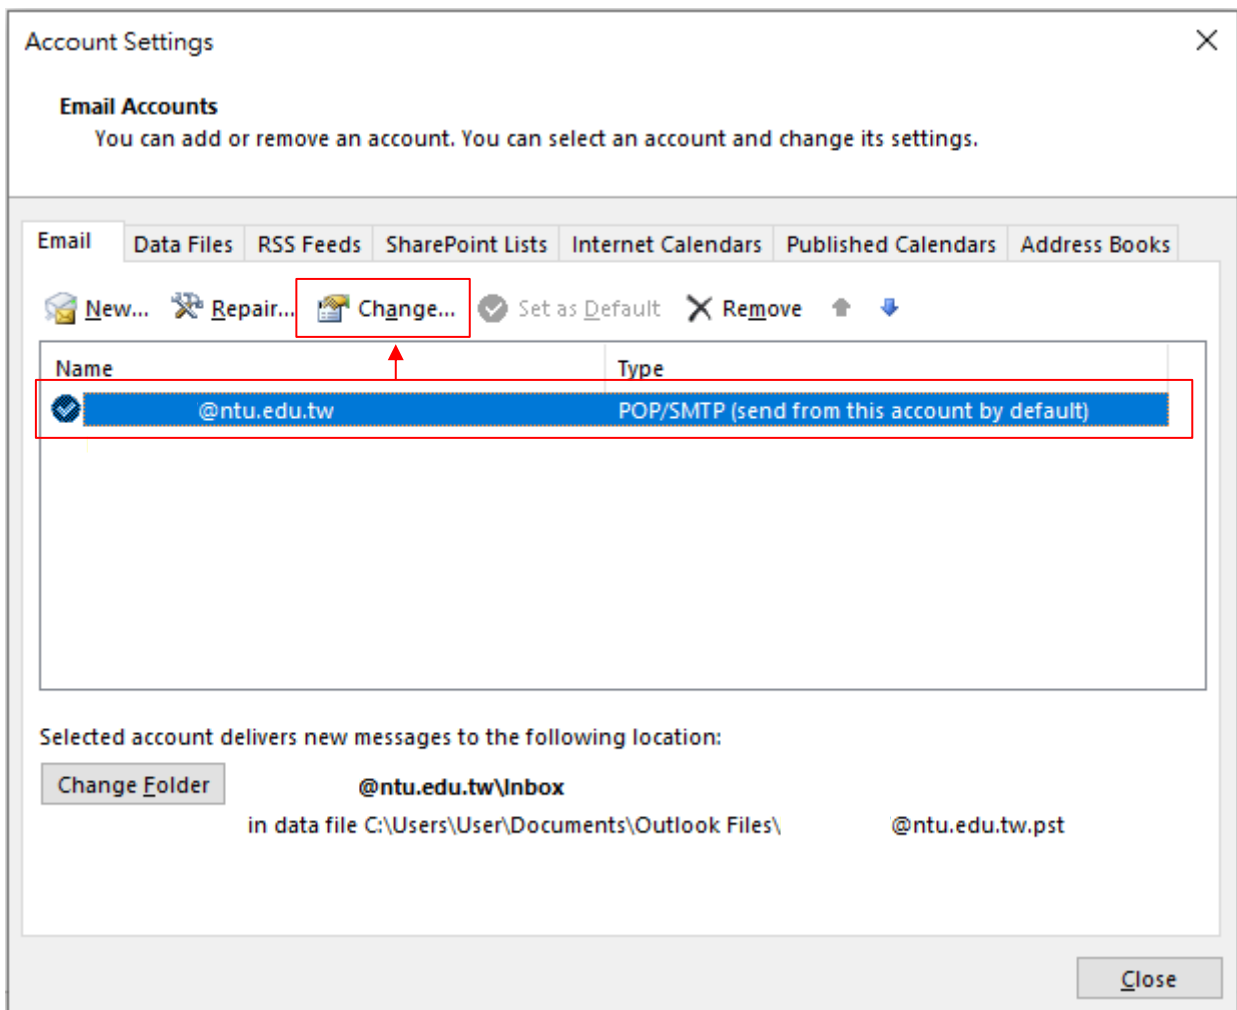 Account Settings
Email Accounts
You can add or remove an account. You can select an account and change its settings.
Email Data Files RSS Feeds SharePoint Lists Internet Calendars Published Calendars Address Books
New... Repair... Change... Set as Default Remove
Name Type
@ntu.edu.tw POP/SMTP (send from this account by default)
Selected account delivers new messages to the following location:
Change Folder @ntu.edu.tw\Inbox
in data file C:\Users\User\Documents\Outlook Files\ @ntu.edu.tw.pst
Close